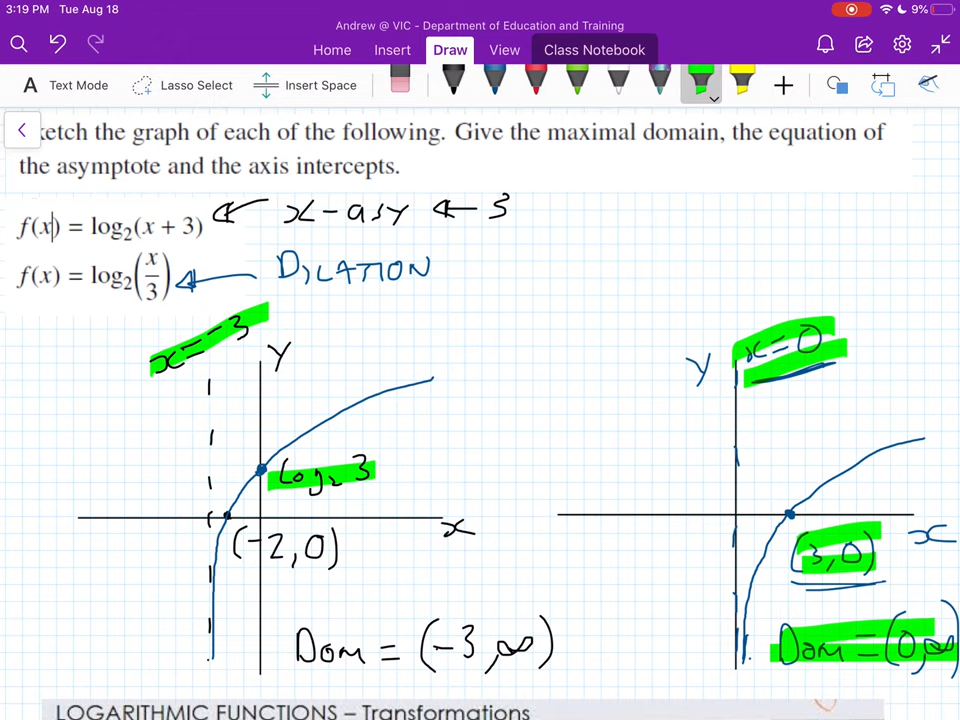 3:19 PM Tue Aug 18
9%
Andrew @ VIC - Department of Education and Training
Home Insert Draw View Class Notebook
A Text Mode Lasso Select Insert Space
ketch the graph of each of the following. Give the maximal domain, the equation of
the asymptote and the axis intercepts.
f(x) = log₂(x + 3) x-asy ← 3
f(x) = log₂(x/3) DILATION
x=-3 y
y x=0
log₂ 3
(-2,0) x
(3,0) x
Dom = (-3,∞)
Dom = (0,∞)
LOGARITHMIC FUNCTIONS – Transformations